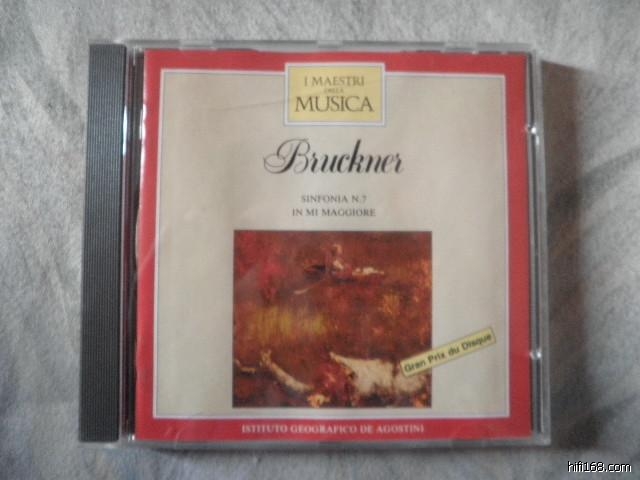 I MAESTRI
DELLA
MUSICA
Bruckner
SINFONIA N.7
IN MI MAGGIORE
Gran Prix du Disque
ISTITUTO GEOGRAFICO DE AGOSTINI
hifi168.com